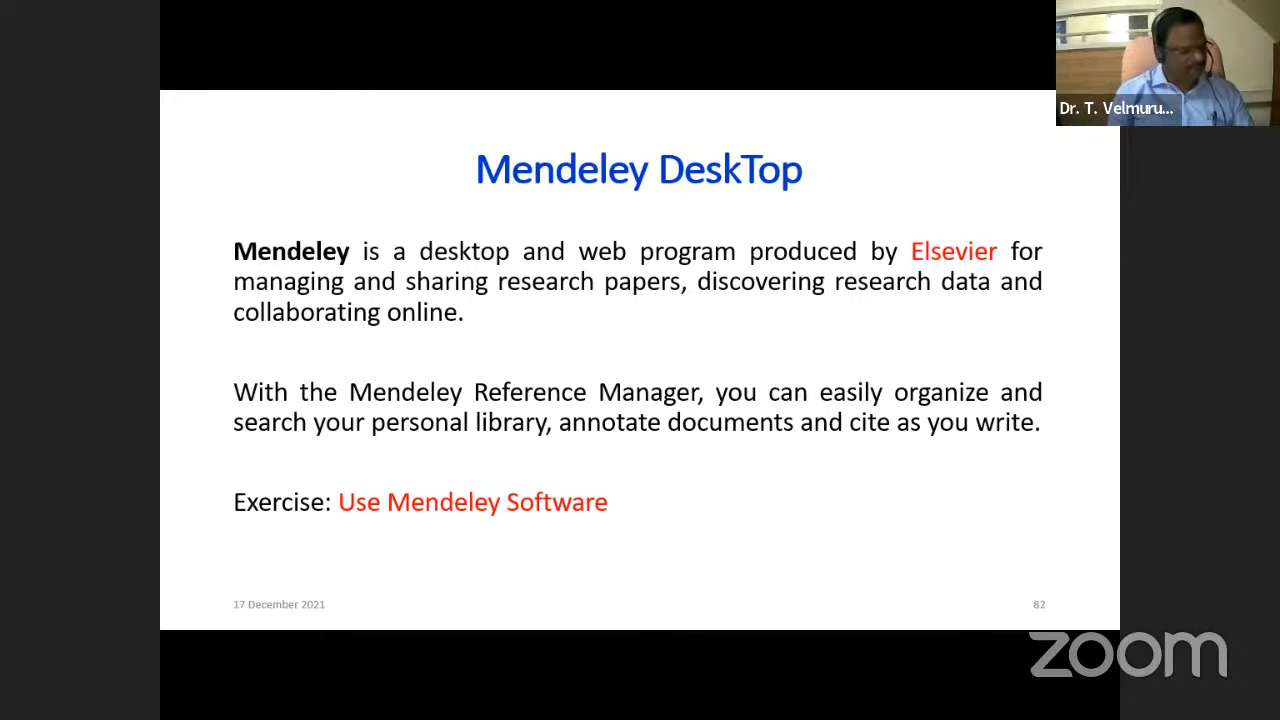 Dr. T. Velmuru...
Mendeley DeskTop
Mendeley is a desktop and web program produced by Elsevier for
managing and sharing research papers, discovering research data and
collaborating online.
With the Mendeley Reference Manager, you can easily organize and
search your personal library, annotate documents and cite as you write.
Exercise: Use Mendeley Software
17 December 2021
82
zoom